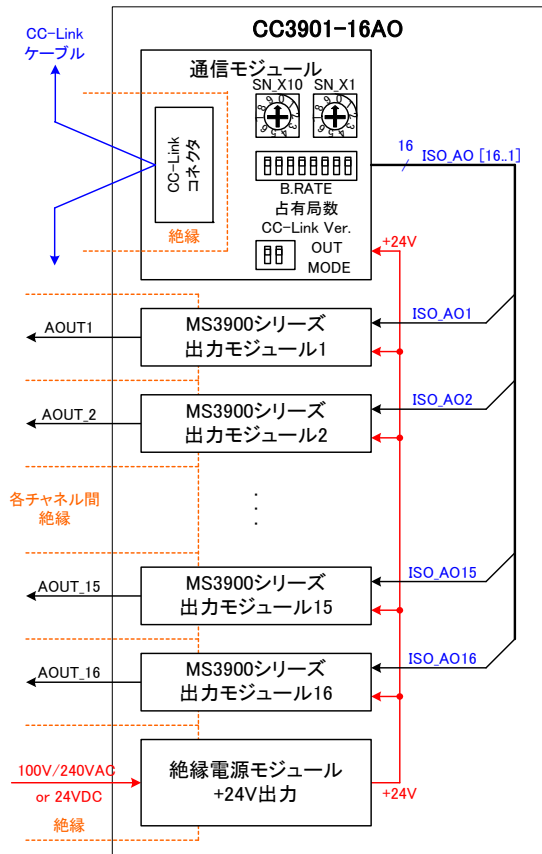 CC3901-16AO
CC-Link
ケーブル
通信モジュール
SN_X10
SN_X1
CC-Link
コネクタ
絶縁
B.RATE
占有局数
CC-Link Ver.
OUT
MODE
16
ISO_AO [16..1]
+24V
AOUT1
MS3900シリーズ
出力モジュール1
ISO_AO1
AOUT_2
MS3900シリーズ
出力モジュール2
ISO_AO2
各チャネル間
絶縁
AOUT_15
MS3900シリーズ
出力モジュール15
ISO_AO15
AOUT_16
MS3900シリーズ
出力モジュール16
ISO_AO16
100V/240VAC
or 24VDC
絶縁
絶縁電源モジュール
+24V出力
+24V